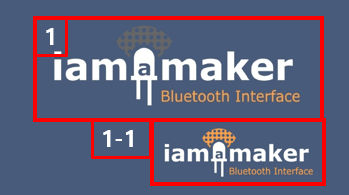 1
iamamaker
Bluetooth Interface
1-1
iamamaker
Bluetooth Interface